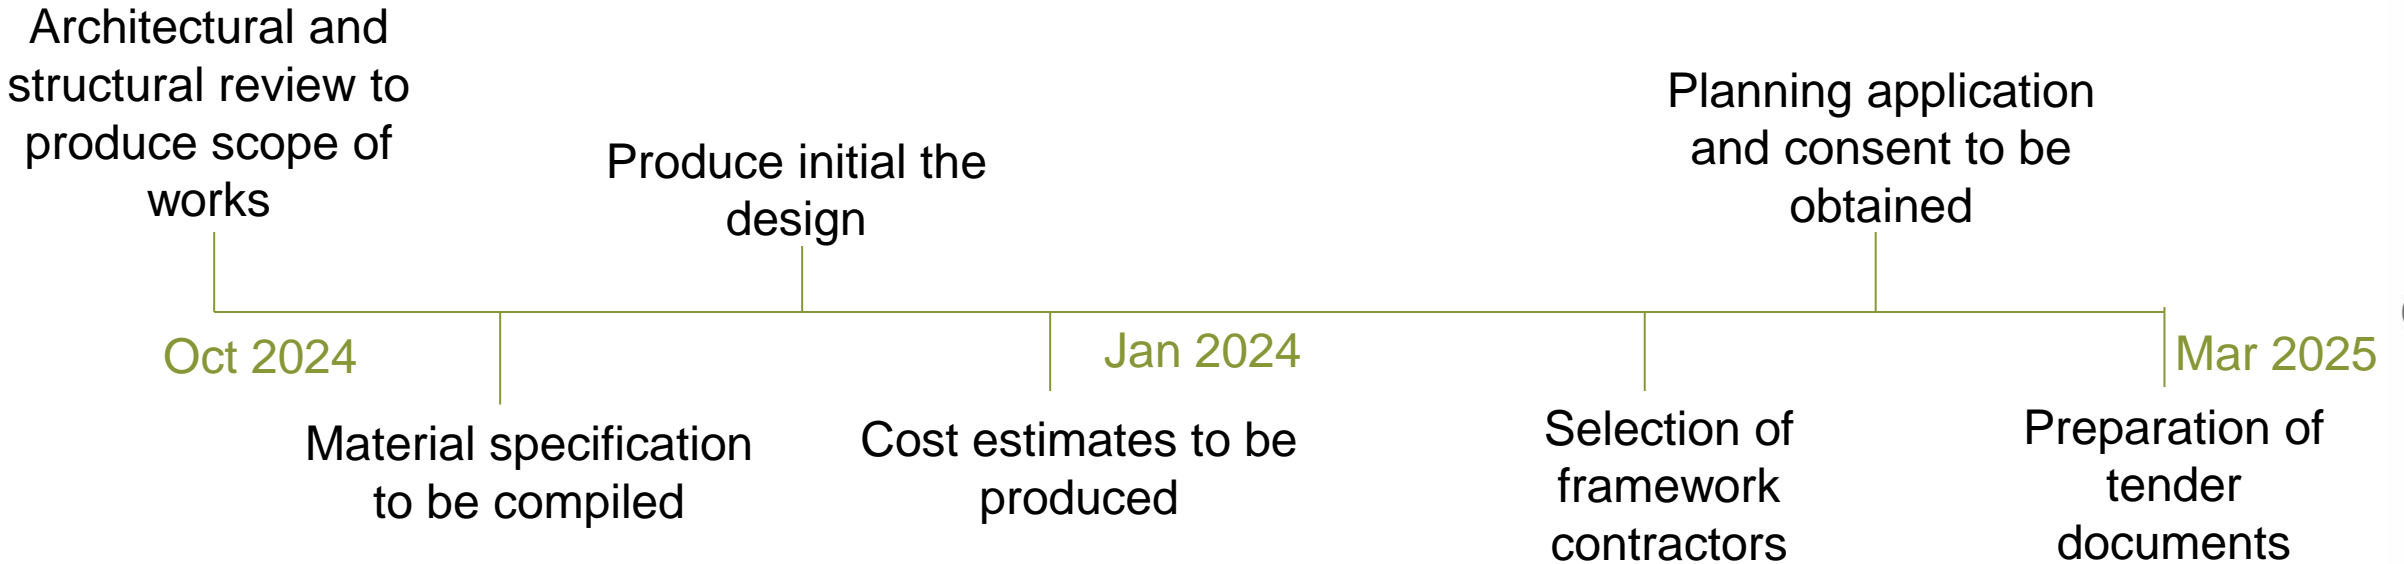 Architectural and
structural review to
produce scope of
works
Produce initial the
design
Planning application
and consent to be
obtained
Oct 2024
Jan 2024
Mar 2025
Material specification
to be compiled
Cost estimates to be
produced
Selection of
framework
contractors
Preparation of
tender
documents